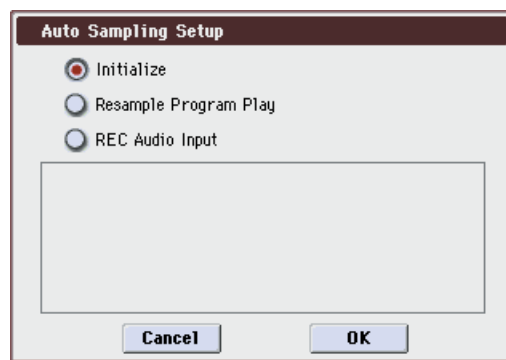 Auto Sampling Setup
Initialize
Resample Program Play
REC Audio Input
Cancel OK